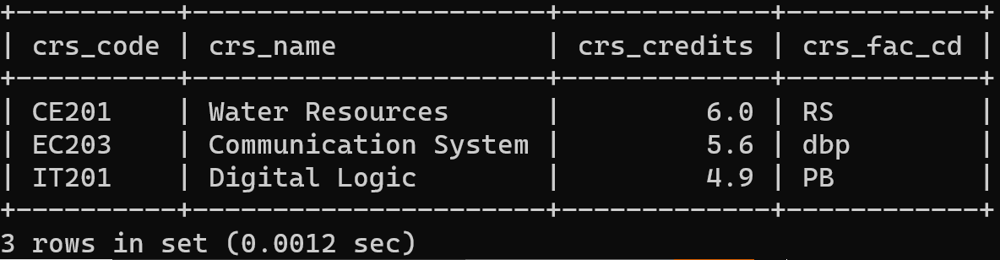 +----------+----------------------+-------------+------------+
| crs_code | crs_name             | crs_credits | crs_fac_cd |
+----------+----------------------+-------------+------------+
| CE201    | Water Resources      |         6.0 | RS         |
| EC203    | Communication System |         5.6 | dbp        |
| IT201    | Digital Logic        |         4.9 | PB         |
+----------+----------------------+-------------+------------+
3 rows in set (0.0012 sec)